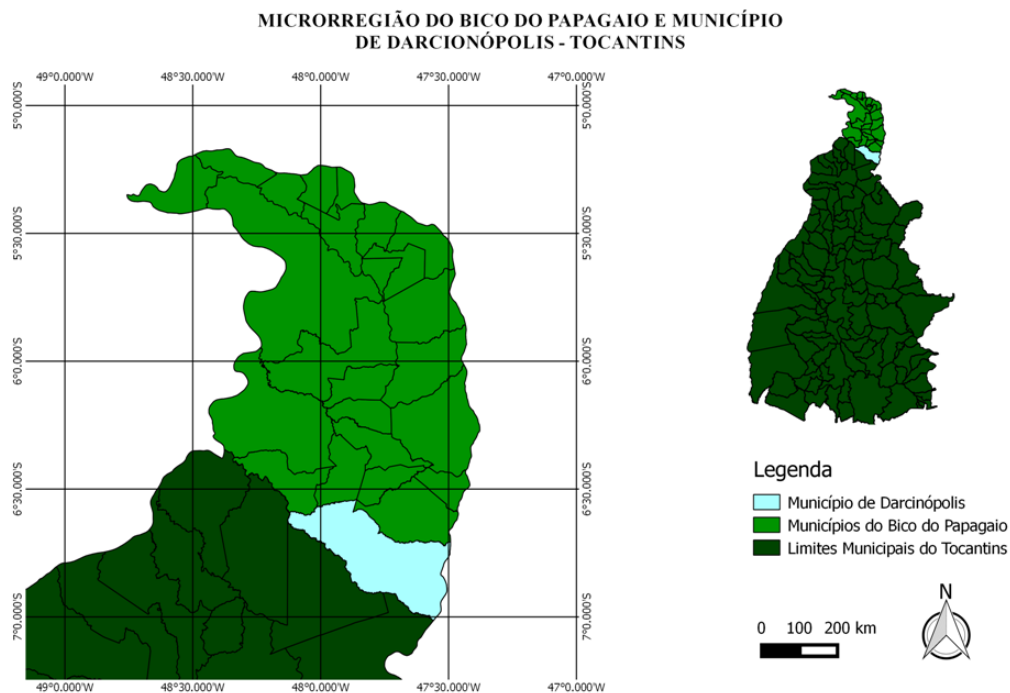 MICRORREGIÃO DO BICO DO PAPAGAIO E MUNICÍPIO
DE DARCIONÓPOLIS - TOCANTINS
49°0.000'W 48°30.000'W 48°0.000'W 47°30.000'W 47°0.000'W
5°0.000'S 5°0.000'S
5°30.000'S 5°30.000'S
6°0.000'S 6°0.000'S
6°30.000'S 6°30.000'S
7°0.000'S 7°0.000'S
49°0.000'W 48°30.000'W 48°0.000'W 47°30.000'W 47°0.000'W
Legenda
Município de Darcinópolis
Municípios do Bico do Papagaio
Limites Municipais do Tocantins
0 100 200 km
N